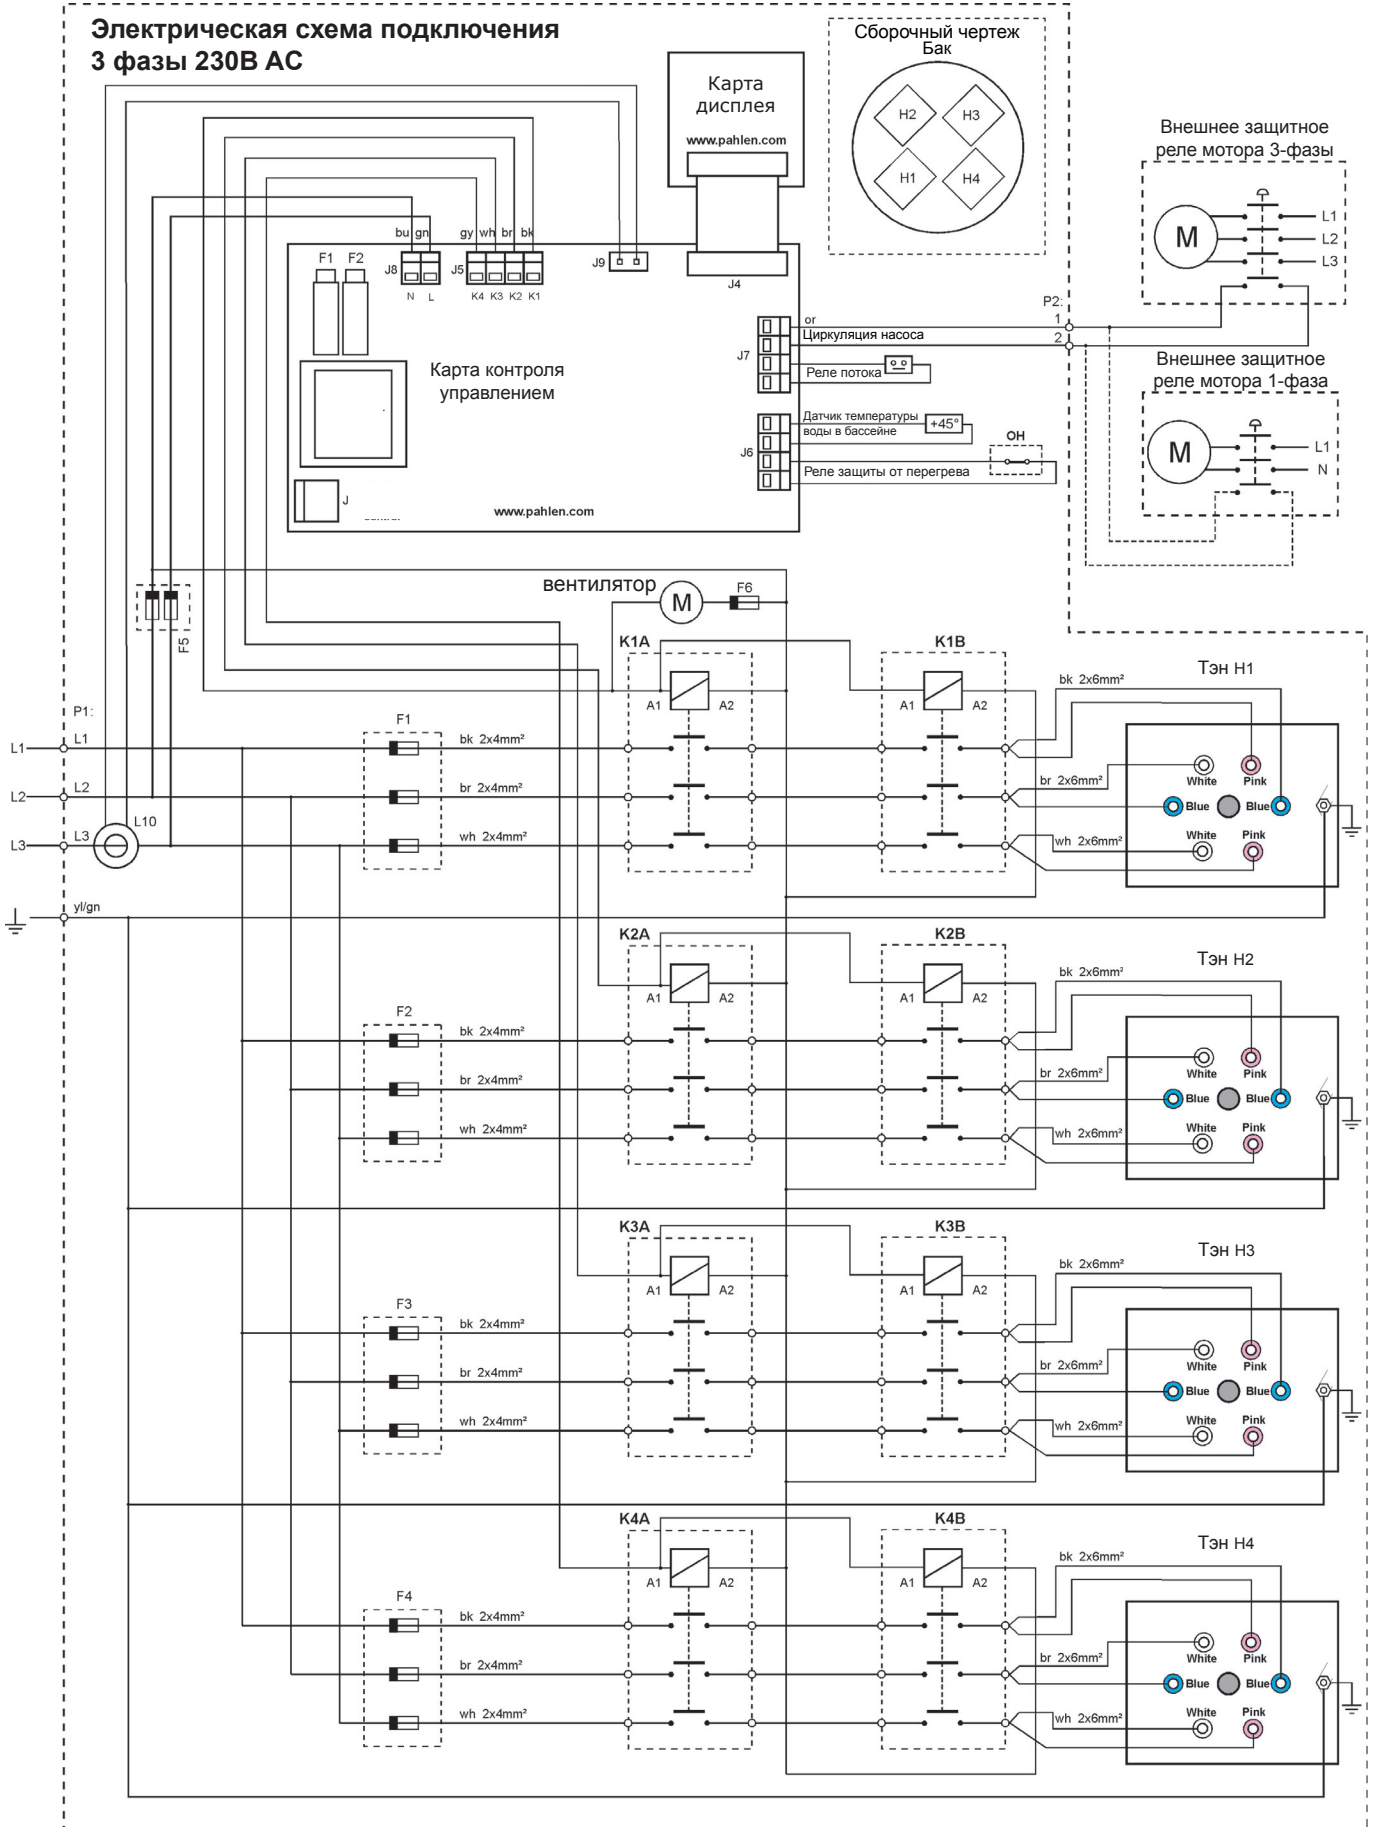 Электрическая схема подключения
3 фазы 230В AC
Сборочный чертеж
Бак
H2
H3
H1
H4
Карта
дисплея
www.pahlen.com
Внешнее защитное
реле мотора 3-фазы
M
L1
L2
L3
bu gn
gy wh br bk
F1 F2
J8
N L
J5
K4 K3 K2 K1
J9
J4
P2:
1
2
or
Циркуляция насоса
J7
Реле потока
Карта контроля
управлением
Датчик температуры
воды в бассейне
+45°
J6
OH
Реле защиты от перегрева
J
www.pahlen.com
Внешнее защитное
реле мотора 1-фаза
M
L1
N
F5
вентилятор
M
F6
K1A
K1B
Тэн H1
A1 A2
A1 A2
bk 2x6mm²
P1:
F1
L1
L1
bk 2x4mm²
L2
L2
br 2x4mm²
br 2x6mm²
White
Pink
Blue
Blue
L3
L3
L10
wh 2x4mm²
wh 2x6mm²
White
Pink
yl/gn
K2A
K2B
Тэн H2
A1 A2
A1 A2
bk 2x6mm²
F2
bk 2x4mm²
br 2x4mm²
br 2x6mm²
White
Pink
Blue
Blue
wh 2x4mm²
wh 2x6mm²
White
Pink
K3A
K3B
Тэн H3
A1 A2
A1 A2
bk 2x6mm²
F3
bk 2x4mm²
br 2x4mm²
br 2x6mm²
White
Pink
Blue
Blue
wh 2x4mm²
wh 2x6mm²
White
Pink
K4A
K4B
Тэн H4
A1 A2
A1 A2
bk 2x6mm²
F4
bk 2x4mm²
br 2x4mm²
br 2x6mm²
White
Pink
Blue
Blue
wh 2x4mm²
wh 2x6mm²
White
Pink